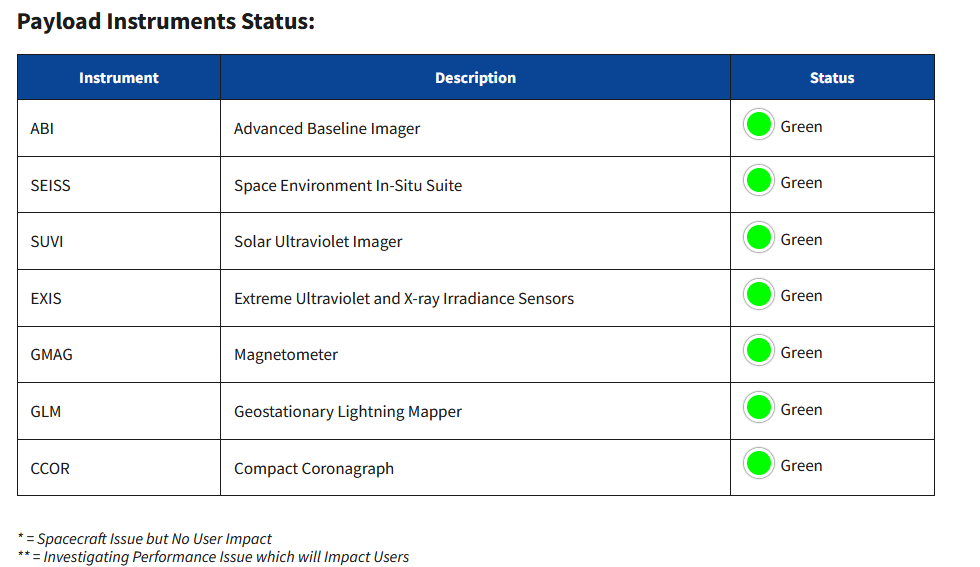 Payload Instruments Status:
Instrument Description Status
ABI Advanced Baseline Imager Green
SEISS Space Environment In-Situ Suite Green
SUVI Solar Ultraviolet Imager Green
EXIS Extreme Ultraviolet and X-ray Irradiance Sensors Green
GMAG Magnetometer Green
GLM Geostationary Lightning Mapper Green
CCOR Compact Coronagraph Green
* = Spacecraft Issue but No User Impact
** = Investigating Performance Issue which will Impact Users